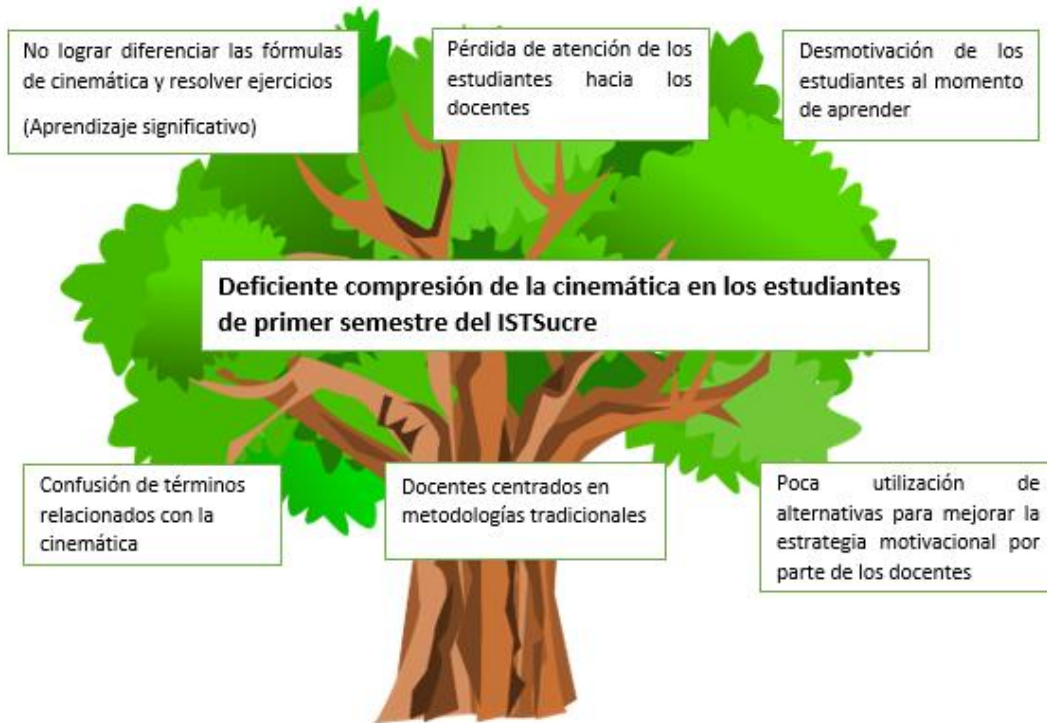 No lograr diferenciar las fórmulas
de cinemática y resolver ejercicios
(Aprendizaje significativo)
Pérdida de atención de los
estudiantes hacia los
docentes
Desmotivación de los
estudiantes al momento
de aprender
Deficiente compresión de la cinemática en los estudiantes
de primer semestre del ISTSucre
Confusión de términos
relacionados con la
cinemática
Docentes centrados en
metodologías tradicionales
Poca utilización de
alternativas para mejorar la
estrategia motivacional por
parte de los docentes